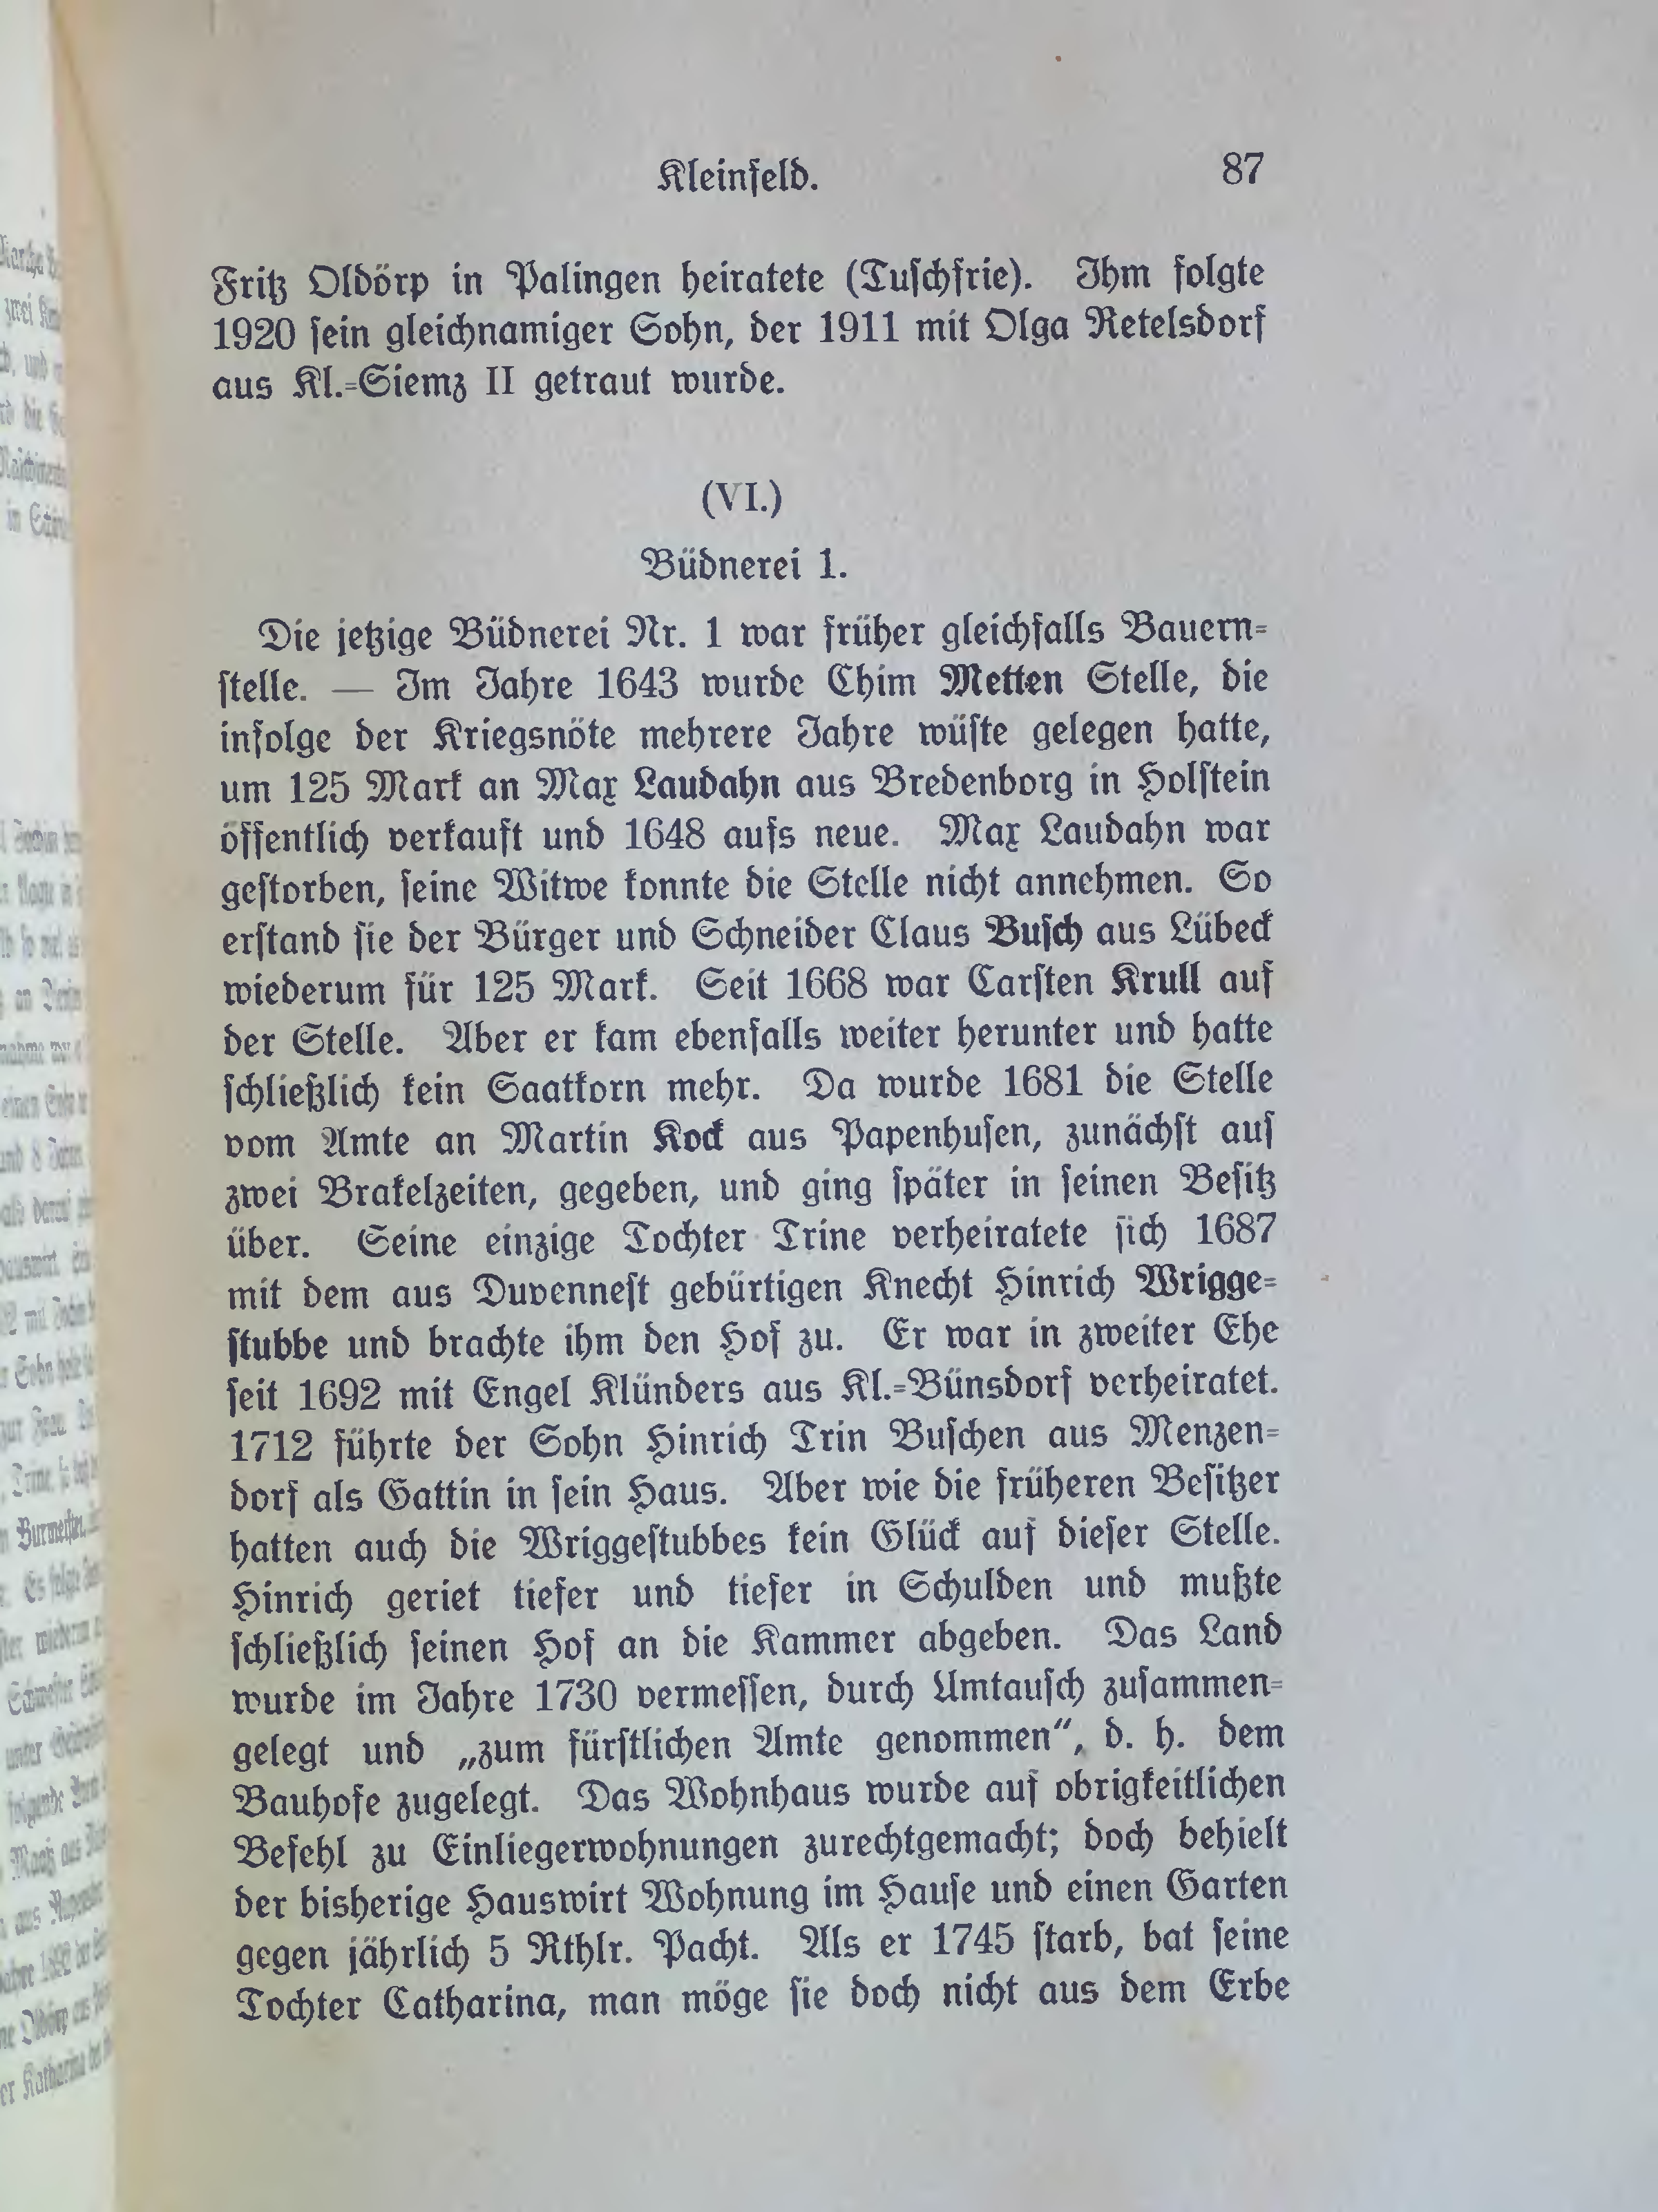 Kleinfeld. 87
Fritz Oldörp in Palingen heiratete (Tuschfrie). Ihm folgte
1920 sein gleichnamiger Sohn, der 1911 mit Olga Retelsdorf
aus Kl.=Siemz II getraut wurde.
(VI.)
Büdnerei 1.
Die jetzige Büdnerei Nr. 1 war früher gleichfalls Bauern=
stelle. — Im Jahre 1643 wurde Chim Metten Stelle, die
infolge der Kriegsnöte mehrere Jahre wüste gelegen hatte,
um 125 Mark an Max Laudahn aus Bredenborg in Holstein
öffentlich verkauft und 1648 aufs neue. Max Laudahn war
gestorben, seine Witwe konnte die Stelle nicht annehmen. So
erstand sie der Bürger und Schneider Claus Busch aus Lübeck
wiederum für 125 Mark. Seit 1668 war Carsten Krull auf
der Stelle. Aber er kam ebenfalls weiter herunter und hatte
schließlich kein Saatkorn mehr. Da wurde 1681 die Stelle
vom Amte an Martin Kock aus Papenhusen, zunächst auf
zwei Brakelzeiten, gegeben, und ging später in seinen Besitz
über. Seine einzige Tochter Trine verheiratete sich 1687
mit dem aus Duvennest gebürtigen Knecht Hinrich Wrigge=
stubbe und brachte ihm den Hof zu. Er war in zweiter Ehe
seit 1692 mit Engel Klünders aus Kl.=Bünsdorf verheiratet.
1712 führte der Sohn Hinrich Trin Buschen aus Menzen=
dorf als Gattin in sein Haus. Aber wie die früheren Besitzer
hatten auch die Wriggestubbes kein Glück auf dieser Stelle.
Hinrich geriet tiefer und tiefer in Schulden und mußte
schließlich seinen Hof an die Kammer abgeben. Das Land
wurde im Jahre 1730 vermessen, durch Umtausch zusammen=
gelegt und „zum fürstlichen Amte genommen“, d. h. dem
Bauhofe zugelegt. Das Wohnhaus wurde auf obrigkeitlichen
Befehl zu Einliegerwohnungen zurechtgemacht; doch behielt
der bisherige Hauswirt Wohnung im Hause und einen Garten
gegen jährlich 5 Rthlr. Pacht. Als er 1745 starb, bat seine
Tochter Catharina, man möge sie doch nicht aus dem Erbe